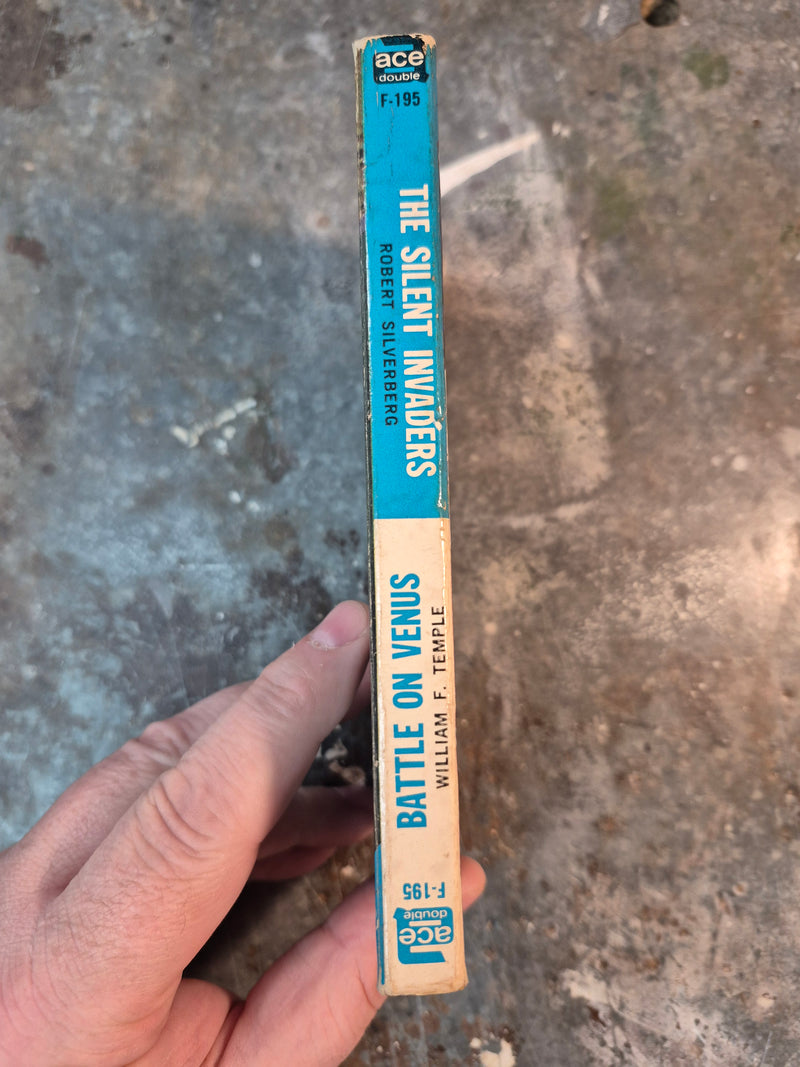 ace
double
F-195
THE SILENT INVADERS
ROBERT SILVERBERG
BATTLE ON VENUS
WILLIAM F. TEMPLE
F-195
ace
double